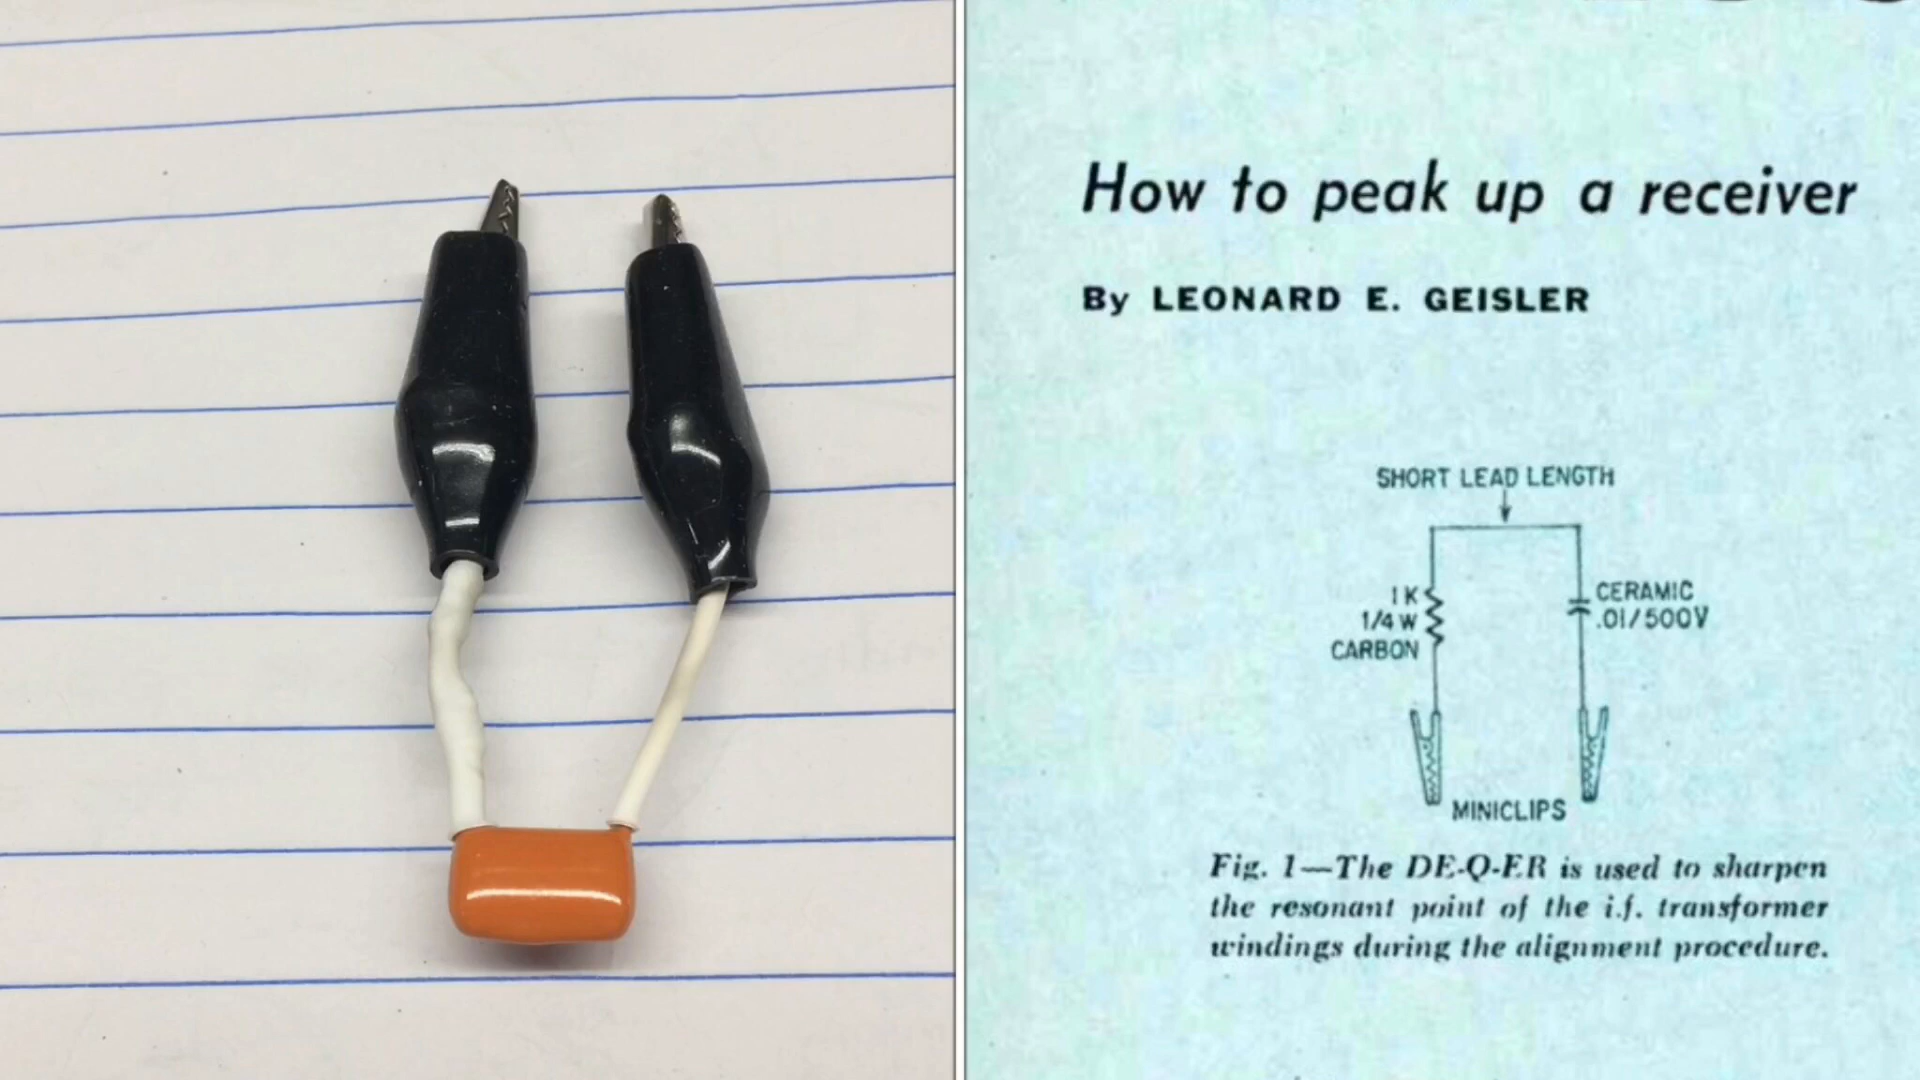 How to peak up a receiver
By LEONARD E. GEISLER
SHORT LEAD LENGTH
1K
1/4 W
CARBON
CERAMIC
.01/500V
MINICLIPS
Fig. 1—The DE-Q-ER is used to sharpen
the resonant point of the i.f. transformer
windings during the alignment procedure.